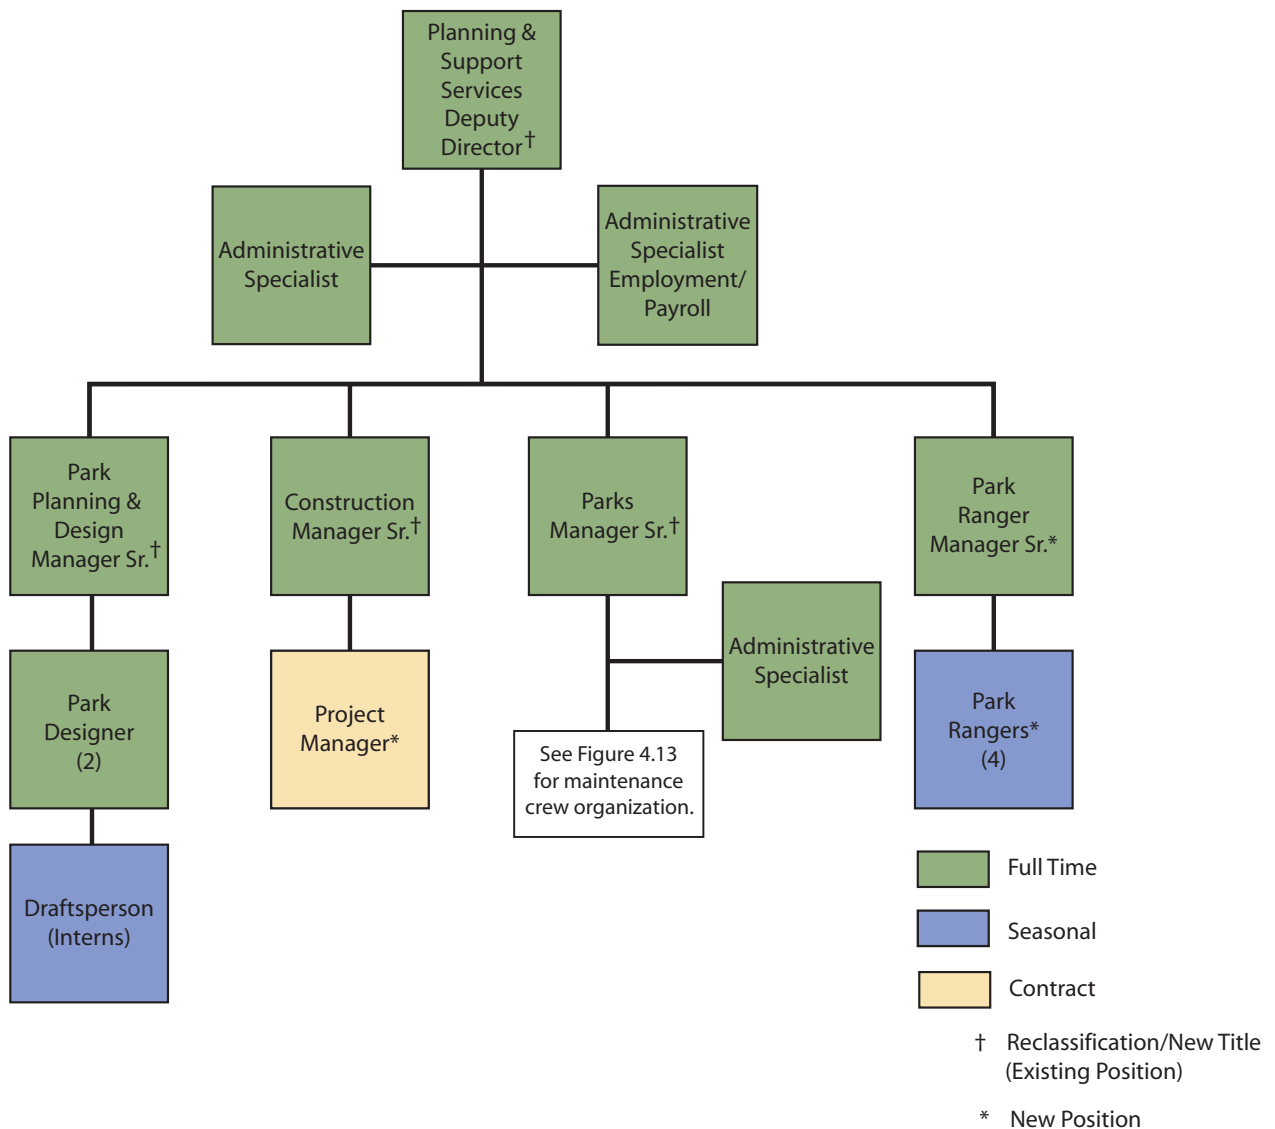 Planning &
Support
Services
Deputy
Director†
Administrative
Specialist
Administrative
Specialist
Employment/
Payroll
Park
Planning &
Design
Manager Sr.†
Construction
Manager Sr.†
Parks
Manager Sr.†
Park
Ranger
Manager Sr.*
Park
Designer
(2)
Project
Manager*
Administrative
Specialist
Park
Rangers*
(4)
See Figure 4.13
for maintenance
crew organization.
Draftsperson
(Interns)
Full Time
Seasonal
Contract
† Reclassification/New Title
(Existing Position)
* New Position